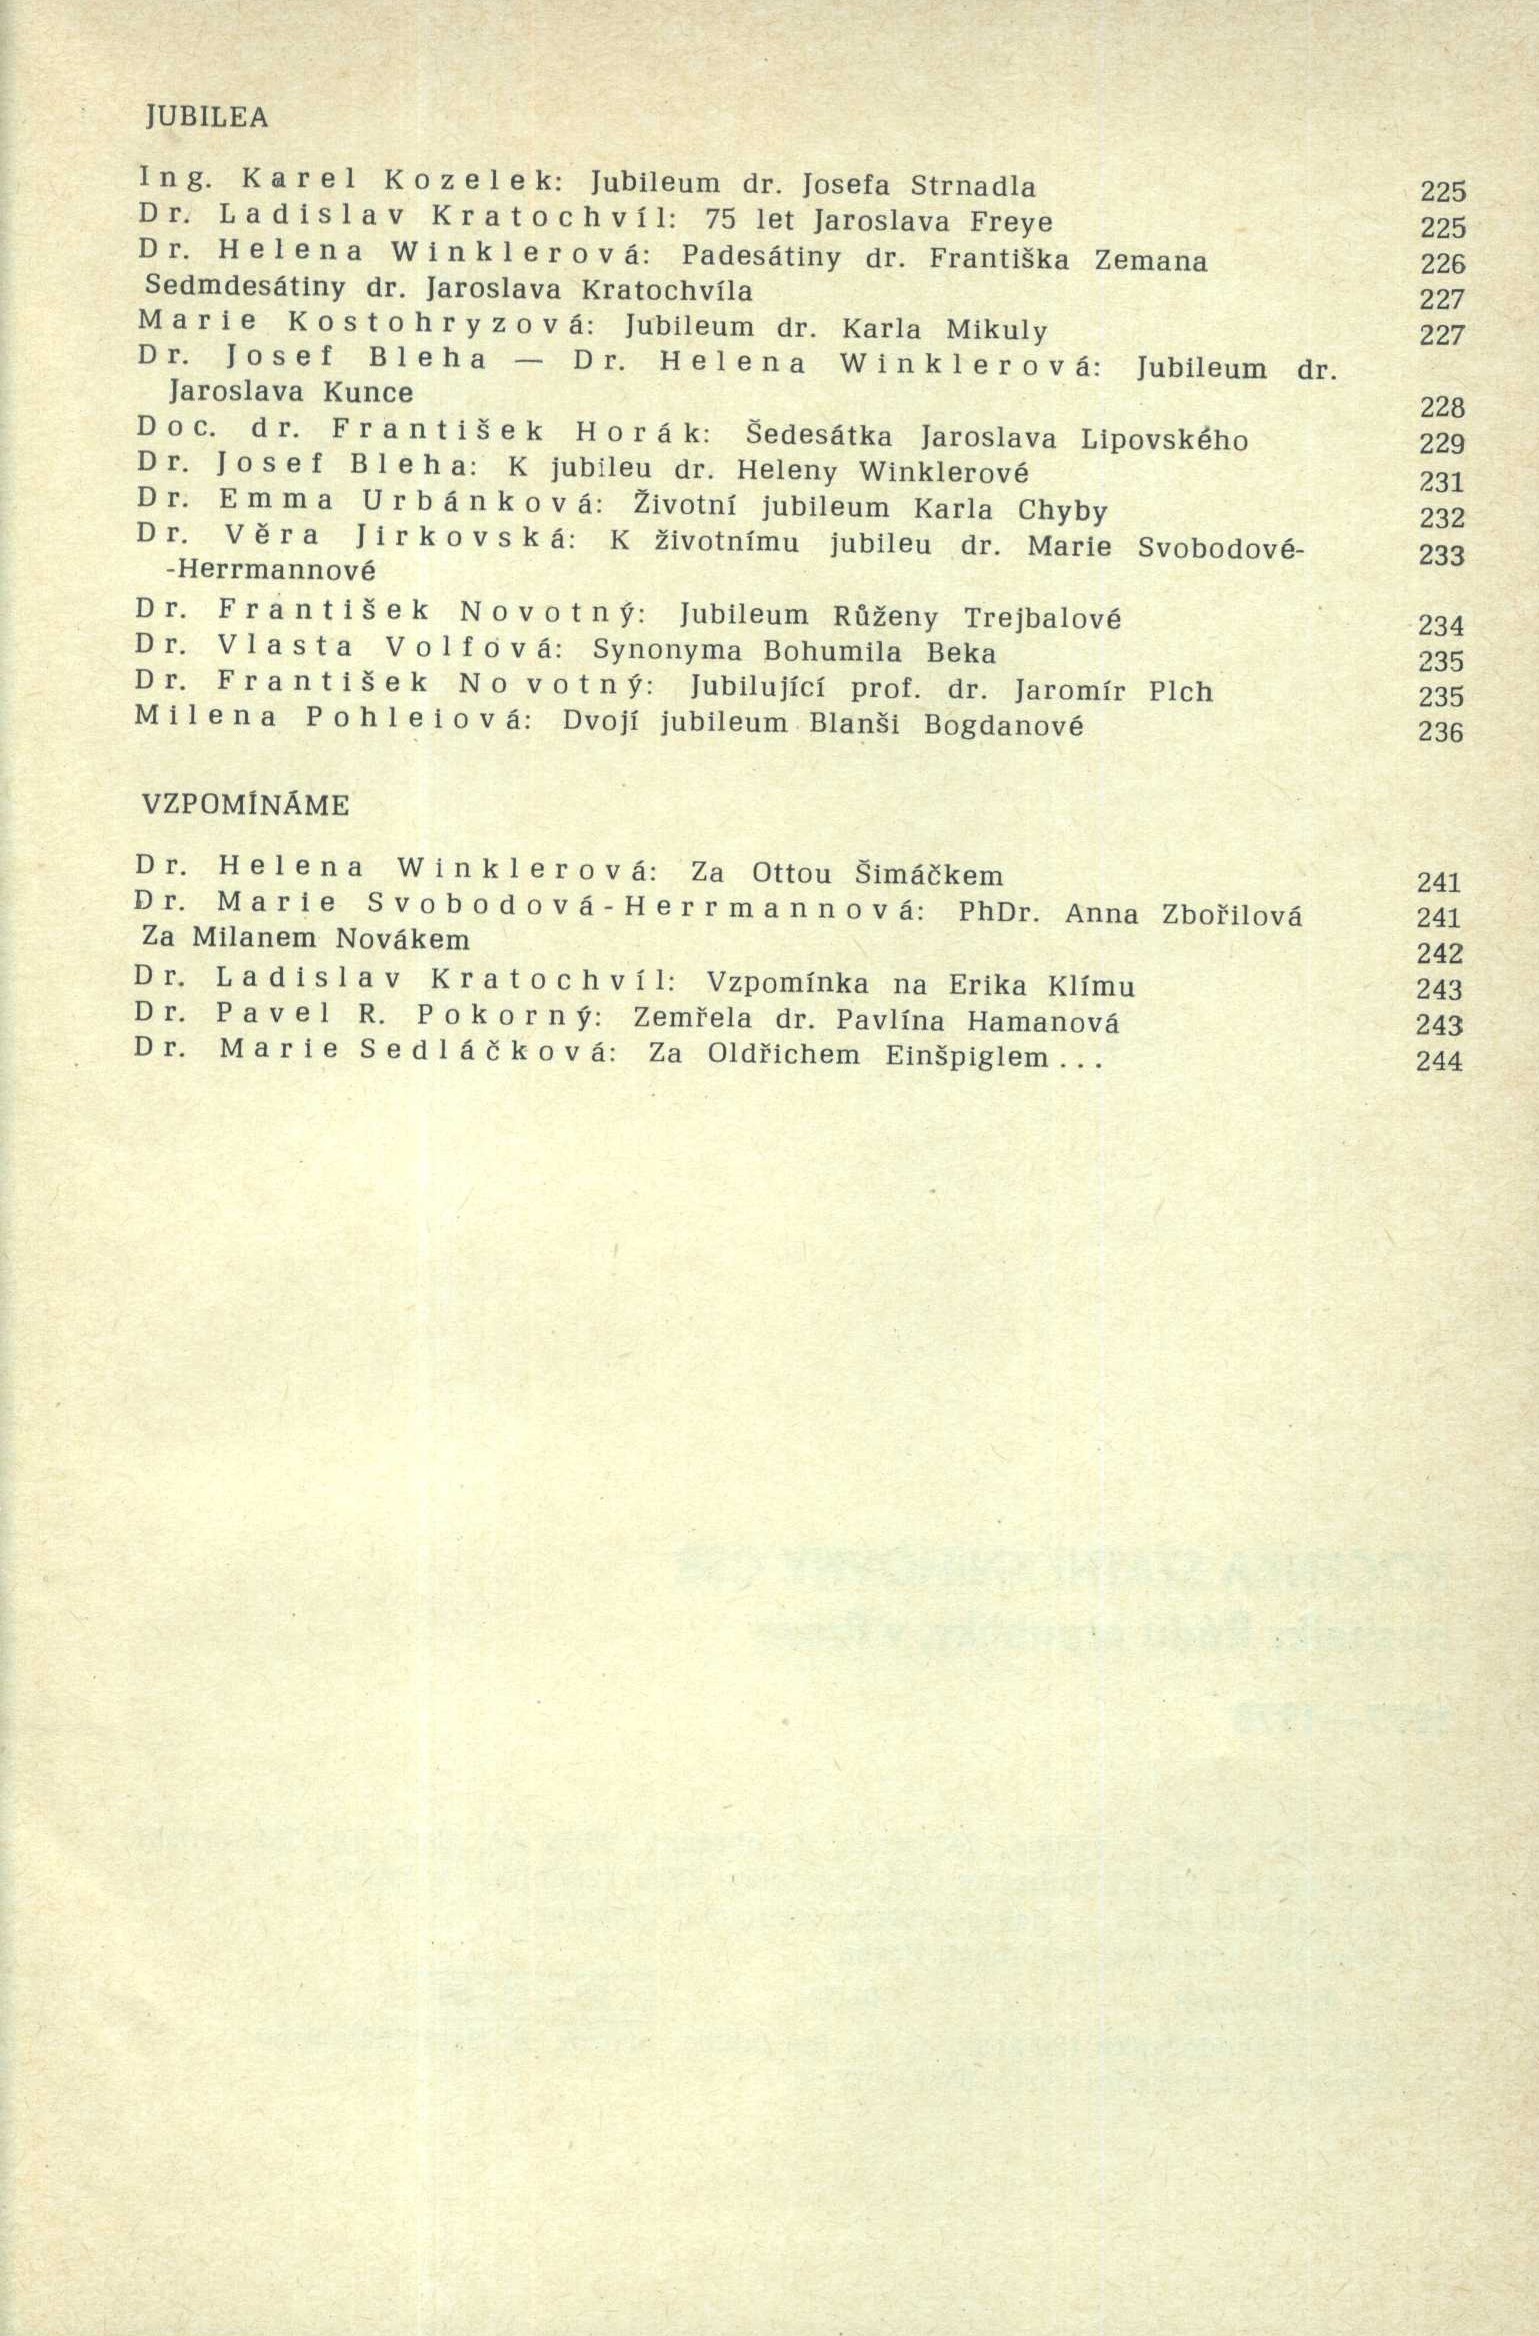 JUBILEA
Ing. Karel Kozelek: Jubileum dr. Josefa Strnadla 225
Dr. Ladislav Kratochvíl: 75 let Jaroslava Freye 225
Dr. Helena Winklerová: Padesátiny dr. Františka Zemana 226
Sedmdesátiny dr. Jaroslava Kratochvíla 227
Marie Kostohryzová: Jubileum dr. Karla Mikuly 227
Dr. Josef Bleha — Dr. Helena Winklerová: Jubileum dr.
Jaroslava Kunce 228
Doc. dr. František Horák: Šedesátka Jaroslava Lipovského 229
Dr. Josef Bleha: K jubileu dr. Heleny Winklerové 231
Dr. Emma Urbánková: Životní jubileum Karla Chyby 232
Dr. Věra Jirkovská: K životnímu jubileu dr. Marie Svobodové- 233
-Herrmannové
Dr. František Novotný: Jubileum Růženy Trejbalové 234
Dr. Vlasta Volfová: Synonyma Bohumila Beka 235
Dr. František Novotný: Jubilující prof. dr. Jaromír Plch 235
Milena Pohleiová: Dvojí jubileum Blanši Bogdanové 236
VZPOMÍNÁME
Dr. Helena Winklerová: Za Ottou Šimáčkem 241
Dr. Marie Svobodová-Herrmannová: PhDr. Anna Zbořilová 241
Za Milanem Novákem 242
Dr. Ladislav Kratochvíl: Vzpomínka na Erika Klímu 243
Dr. Pavel R. Pokorný: Zemřela dr. Pavlína Hamanová 243
Dr. Marie Sedláčková: Za Oldřichem Einšpiglem... 244